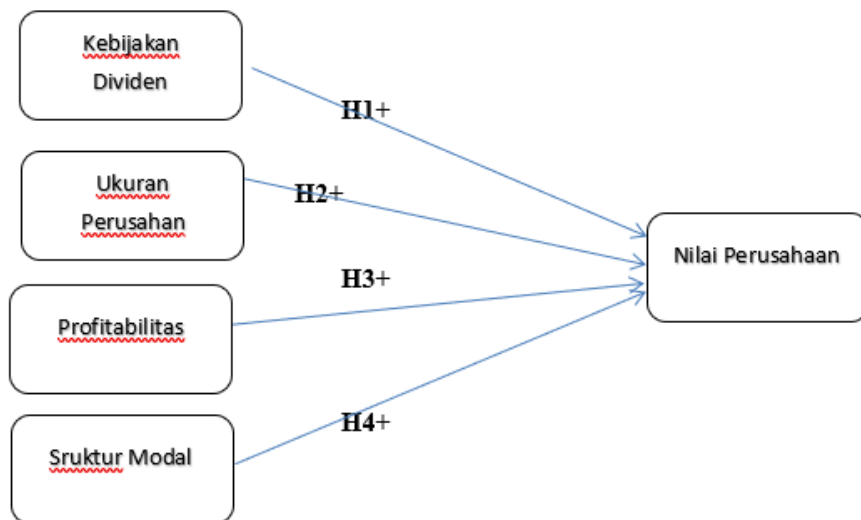 Kebijakan
Dividen
H1+
Ukuran
Perusahan
H2+
Nilai Perusahaan
H3+
Profitabilitas
H4+
Sruktur Modal